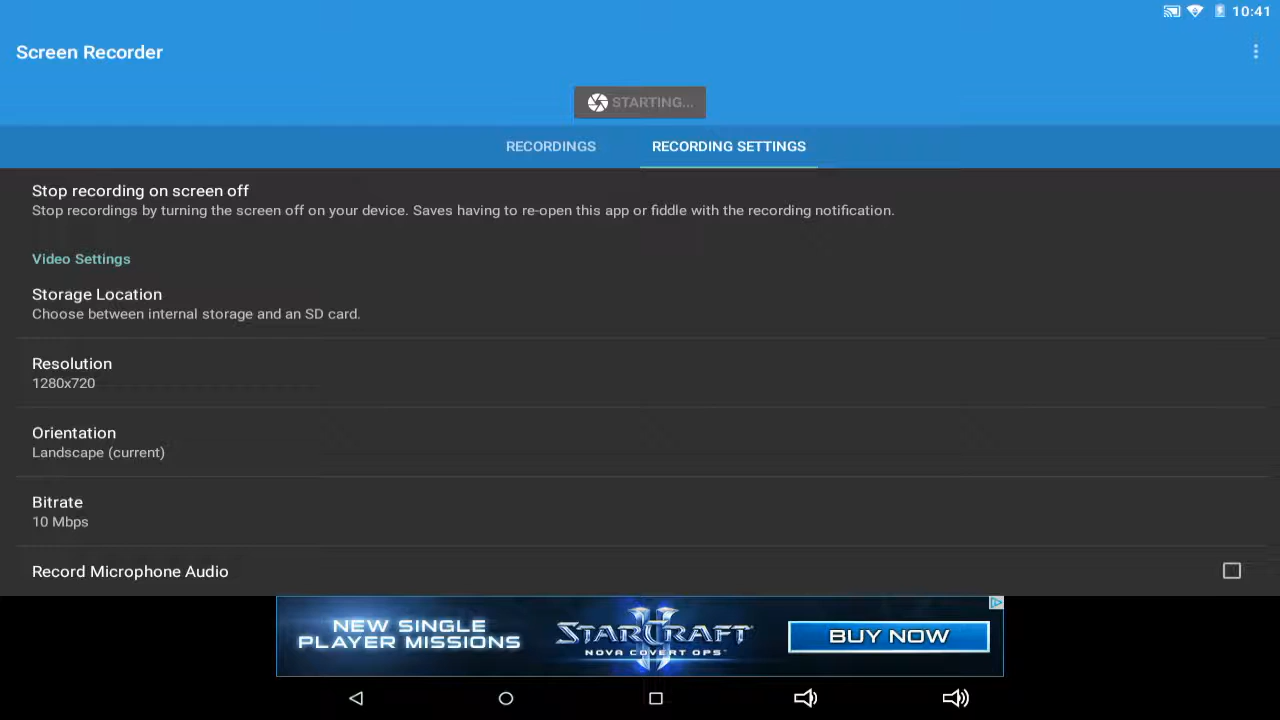 10:41
Screen Recorder
STARTING...
RECORDINGS
RECORDING SETTINGS
Stop recording on screen off
Stop recordings by turning the screen off on your device. Saves having to re-open this app or fiddle with the recording notification.
Video Settings
Storage Location
Choose between internal storage and an SD card.
Resolution
1280x720
Orientation
Landscape (current)
Bitrate
10 Mbps
Record Microphone Audio
NEW SINGLE
PLAYER MISSIONS
STARCRAFT
II
NOVA COVERT OPS™
BUY NOW